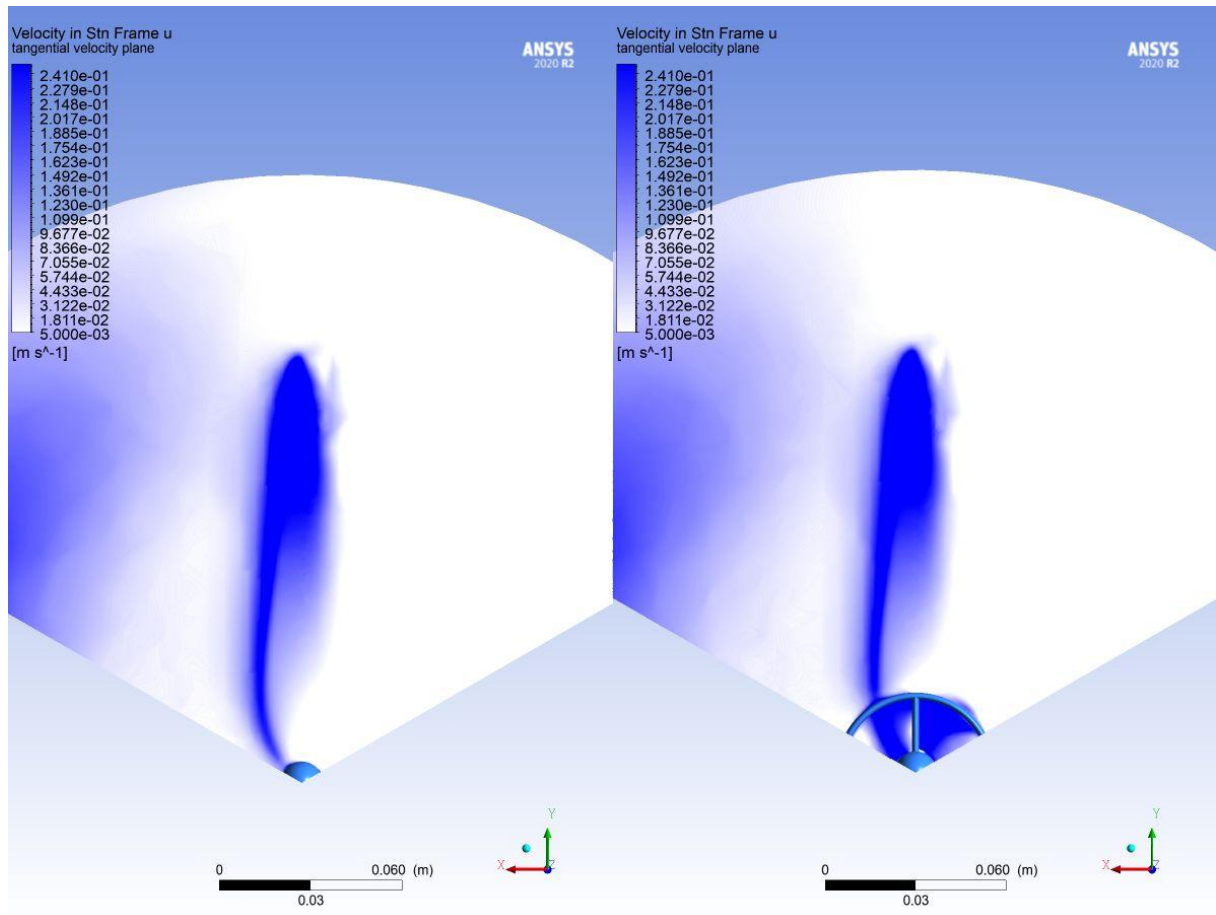 Velocity in Stn Frame u
tangential velocity plane
ANSYS
2020 R2
2.410e-01
2.279e-01
2.148e-01
2.017e-01
1.885e-01
1.754e-01
1.623e-01
1.492e-01
1.361e-01
1.230e-01
1.099e-01
9.677e-02
8.366e-02
7.055e-02
5.744e-02
4.433e-02
3.122e-02
1.811e-02
5.000e-03
[m s^-1]
Y
X
Z
0 0.060 (m)
0.03
Velocity in Stn Frame u
tangential velocity plane
ANSYS
2020 R2
2.410e-01
2.279e-01
2.148e-01
2.017e-01
1.885e-01
1.754e-01
1.623e-01
1.492e-01
1.361e-01
1.230e-01
1.099e-01
9.677e-02
8.366e-02
7.055e-02
5.744e-02
4.433e-02
3.122e-02
1.811e-02
5.000e-03
[m s^-1]
Y
X
Z
0 0.060 (m)
0.03